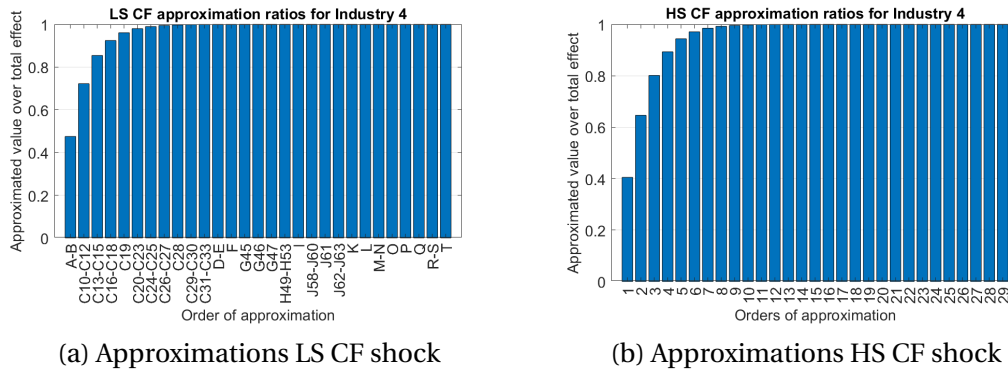 LS CF approximation ratios for Industry 4
Approximated value over total effect
1
0.8
0.6
0.4
0.2
0
A-B
C10-C12
C13-C15
C16-C18
C19
C20-C23
C24-C25
C26-C27
C28
C29-C30
C31-C33
D-E
F
G45
G46
G47
H49-H53
I
J58-J60
J61
J62-J63
K
L
M-N
O
P
Q
R-S
T
Order of approximation
(a) Approximations LS CF shock
HS CF approximation ratios for Industry 4
Approximated value over total effect
1
0.8
0.6
0.4
0.2
0
1
2
3
4
5
6
7
8
9
10
11
12
13
14
15
16
17
18
19
20
21
22
23
24
25
26
27
28
29
Orders of approximation
(b) Approximations HS CF shock